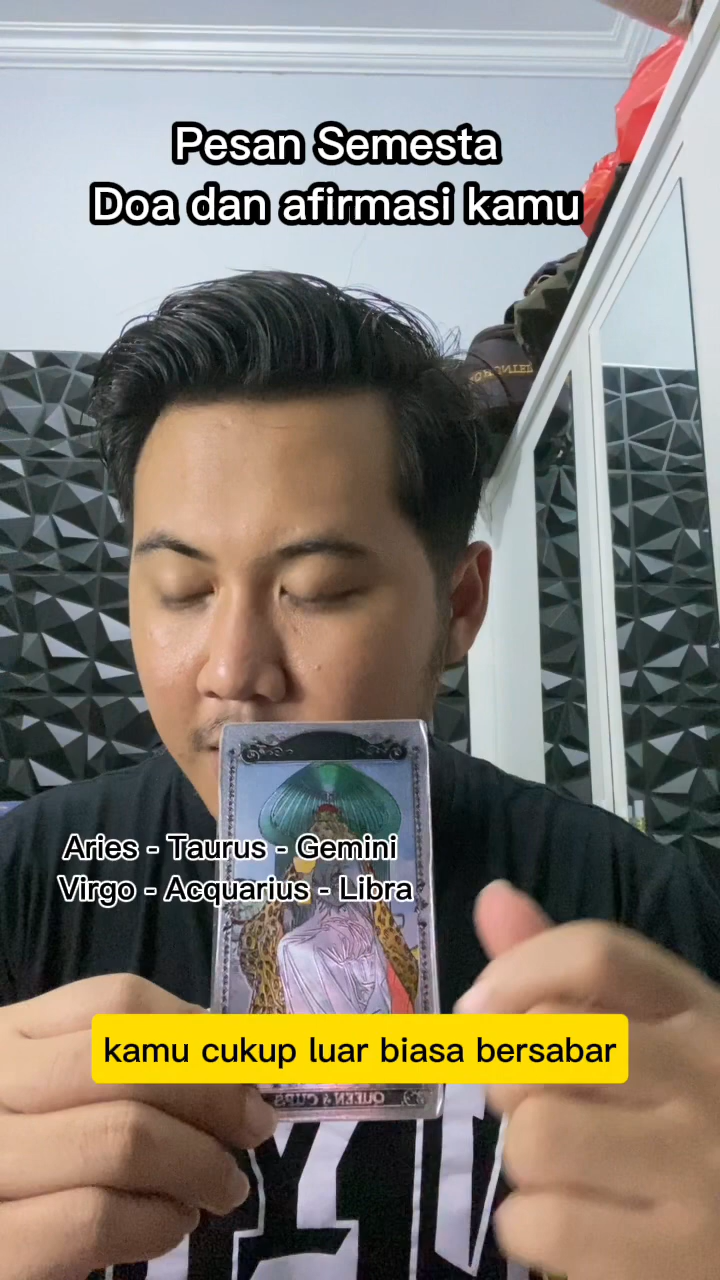 Pesan Semesta
Doa dan afirmasi kamu
Aries - Taurus - Gemini
Virgo - Acquarius - Libra
kamu cukup luar biasa bersabar
QUEEN & CUPS